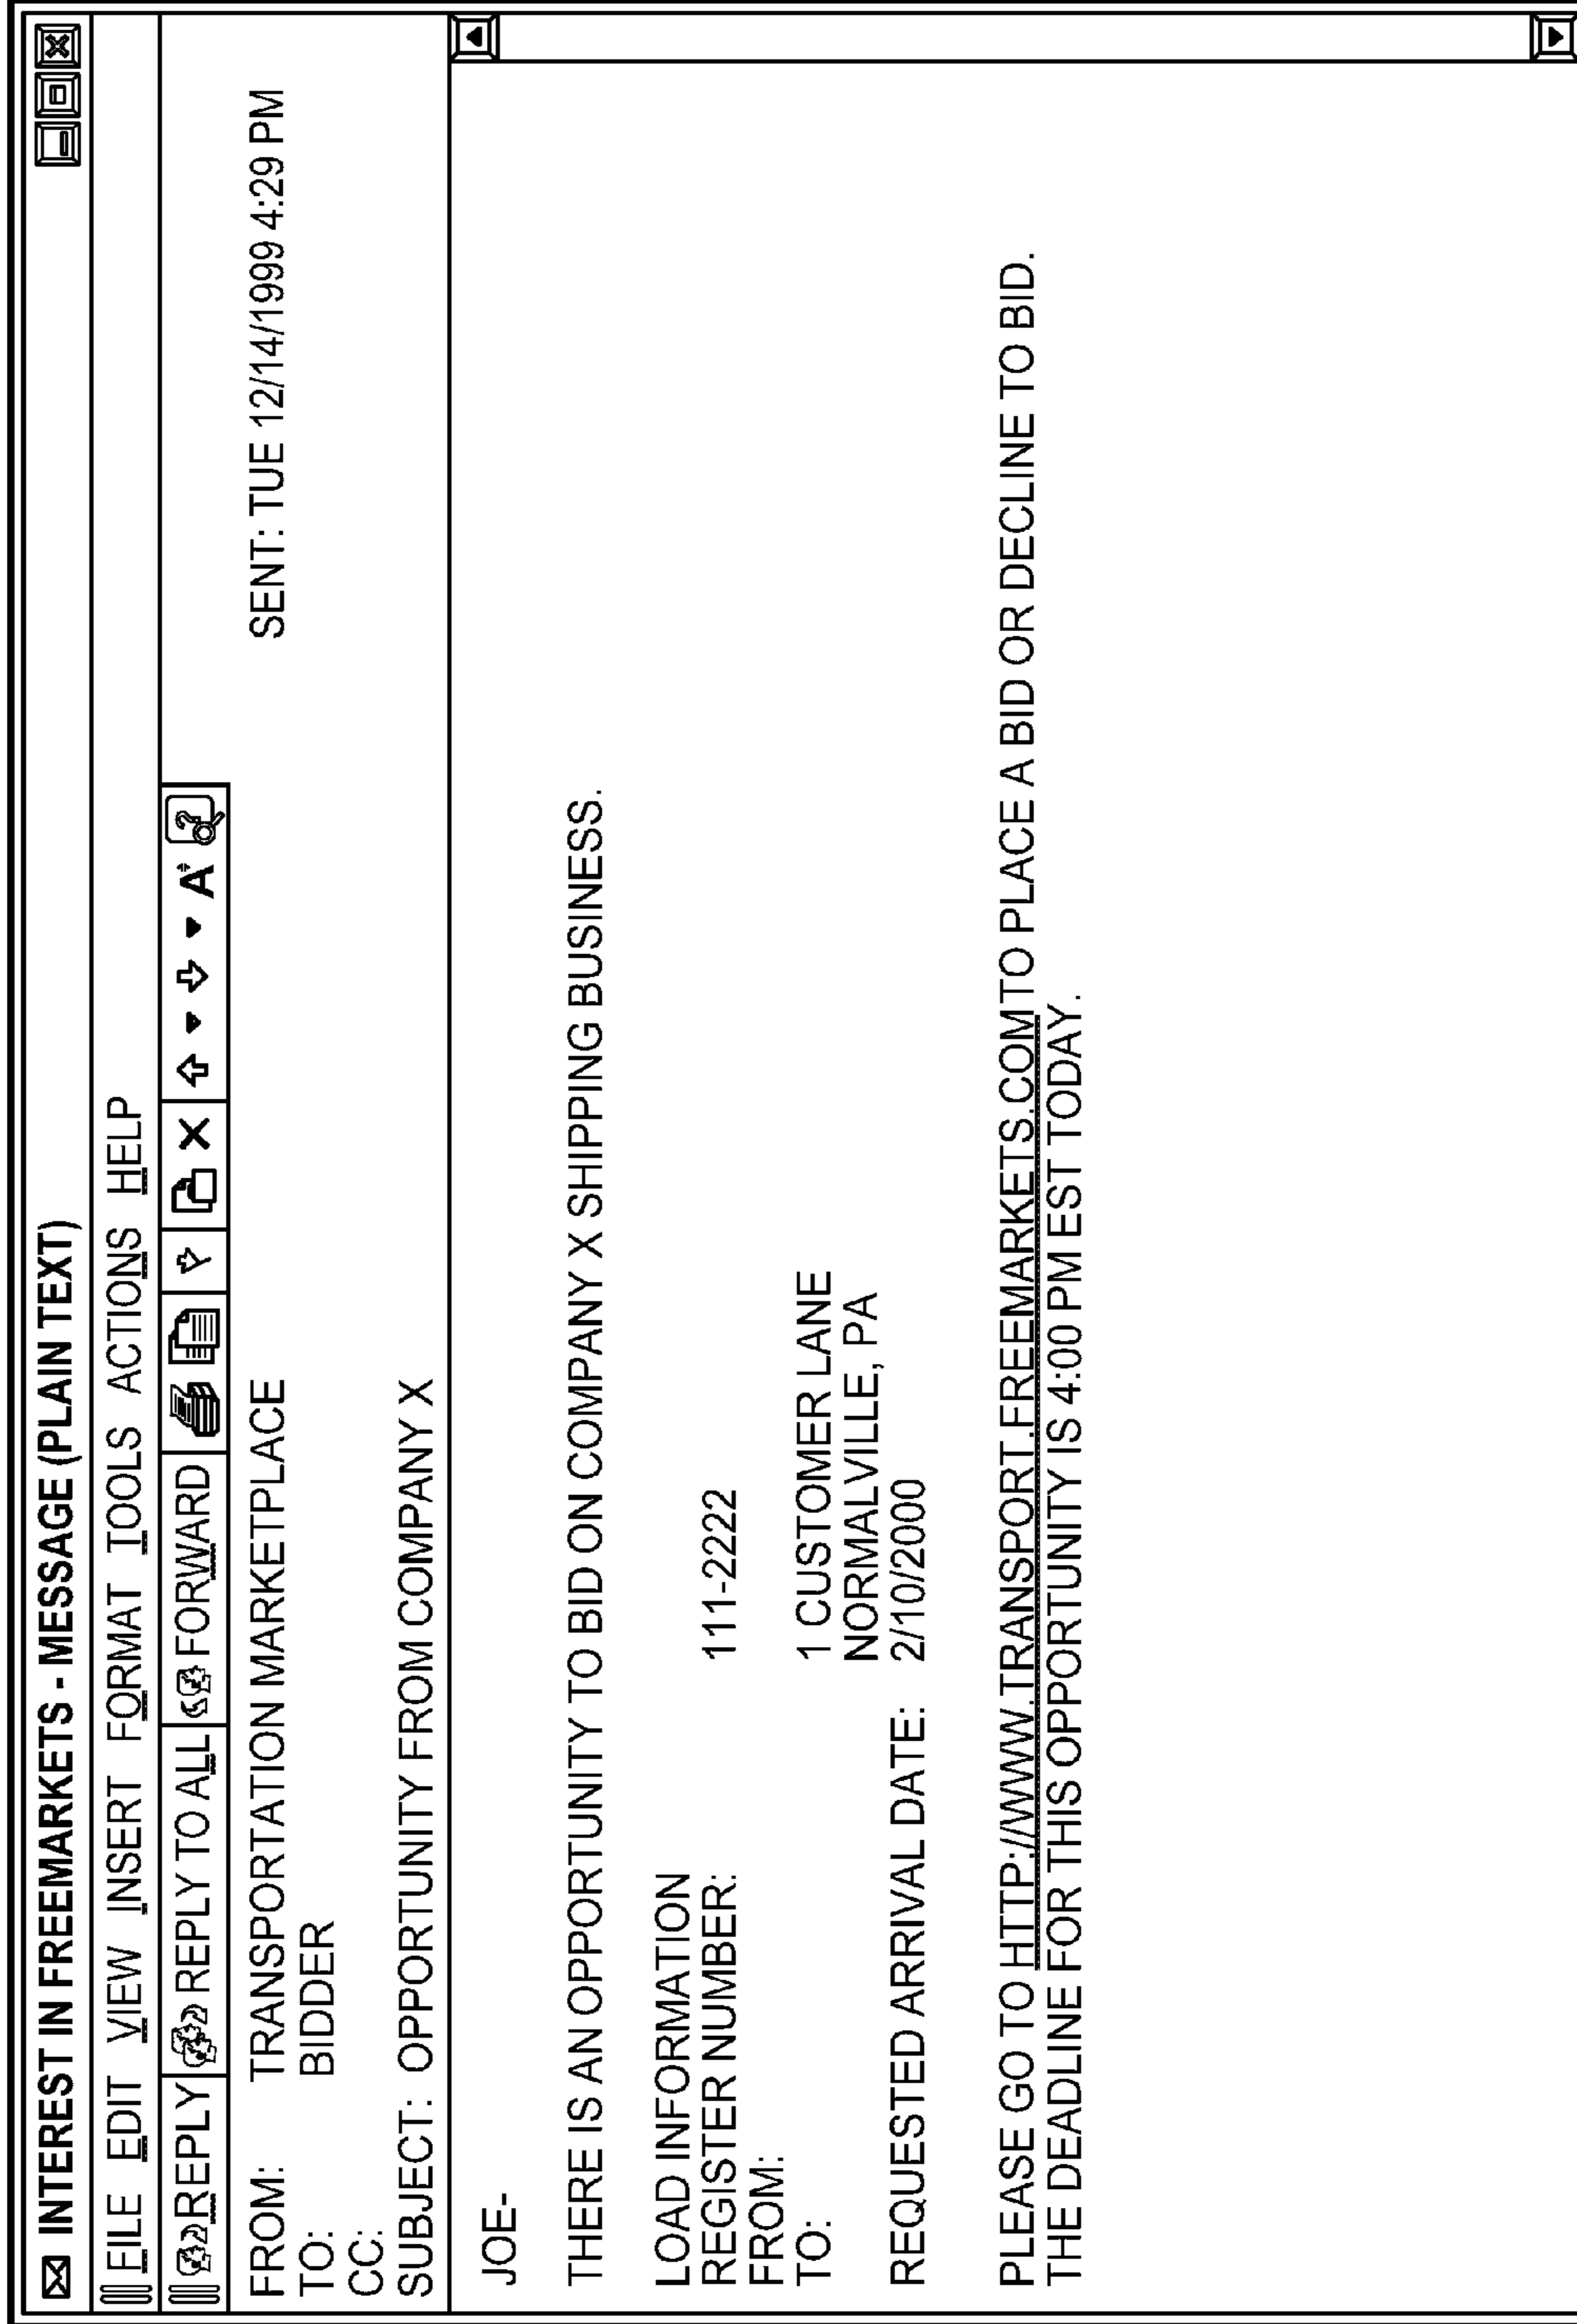 INTEREST IN FREEMARKETS - MESSAGE (PLAIN TEXT)
FILE EDIT VIEW INSERT FORMAT TOOLS ACTIONS HELP
REPLY REPLY TO ALL FORWARD A
FROM: TRANSPORTATION MARKETPLACE SENT: TUE 12/14/1999 4:29 PM
TO: BIDDER
CC:
SUBJECT: OPPORTUNITY FROM COMPANY X
JOE-
THERE IS AN OPPORTUNITY TO BID ON COMPANY X SHIPPING BUSINESS.
LOAD INFORMATION
REGISTER NUMBER: 111-2222
FROM:
TO: 1 CUSTOMER LANE
NORMALVILLE, PA
REQUESTED ARRIVAL DATE: 2/10/2000
PLEASE GO TO HTTP://WWW.TRANSPORT.FREEMARKETS.COM TO PLACE A BID OR DECLINE TO BID.
THE DEADLINE FOR THIS OPPORTUNITY IS 4:00 PM EST TODAY.